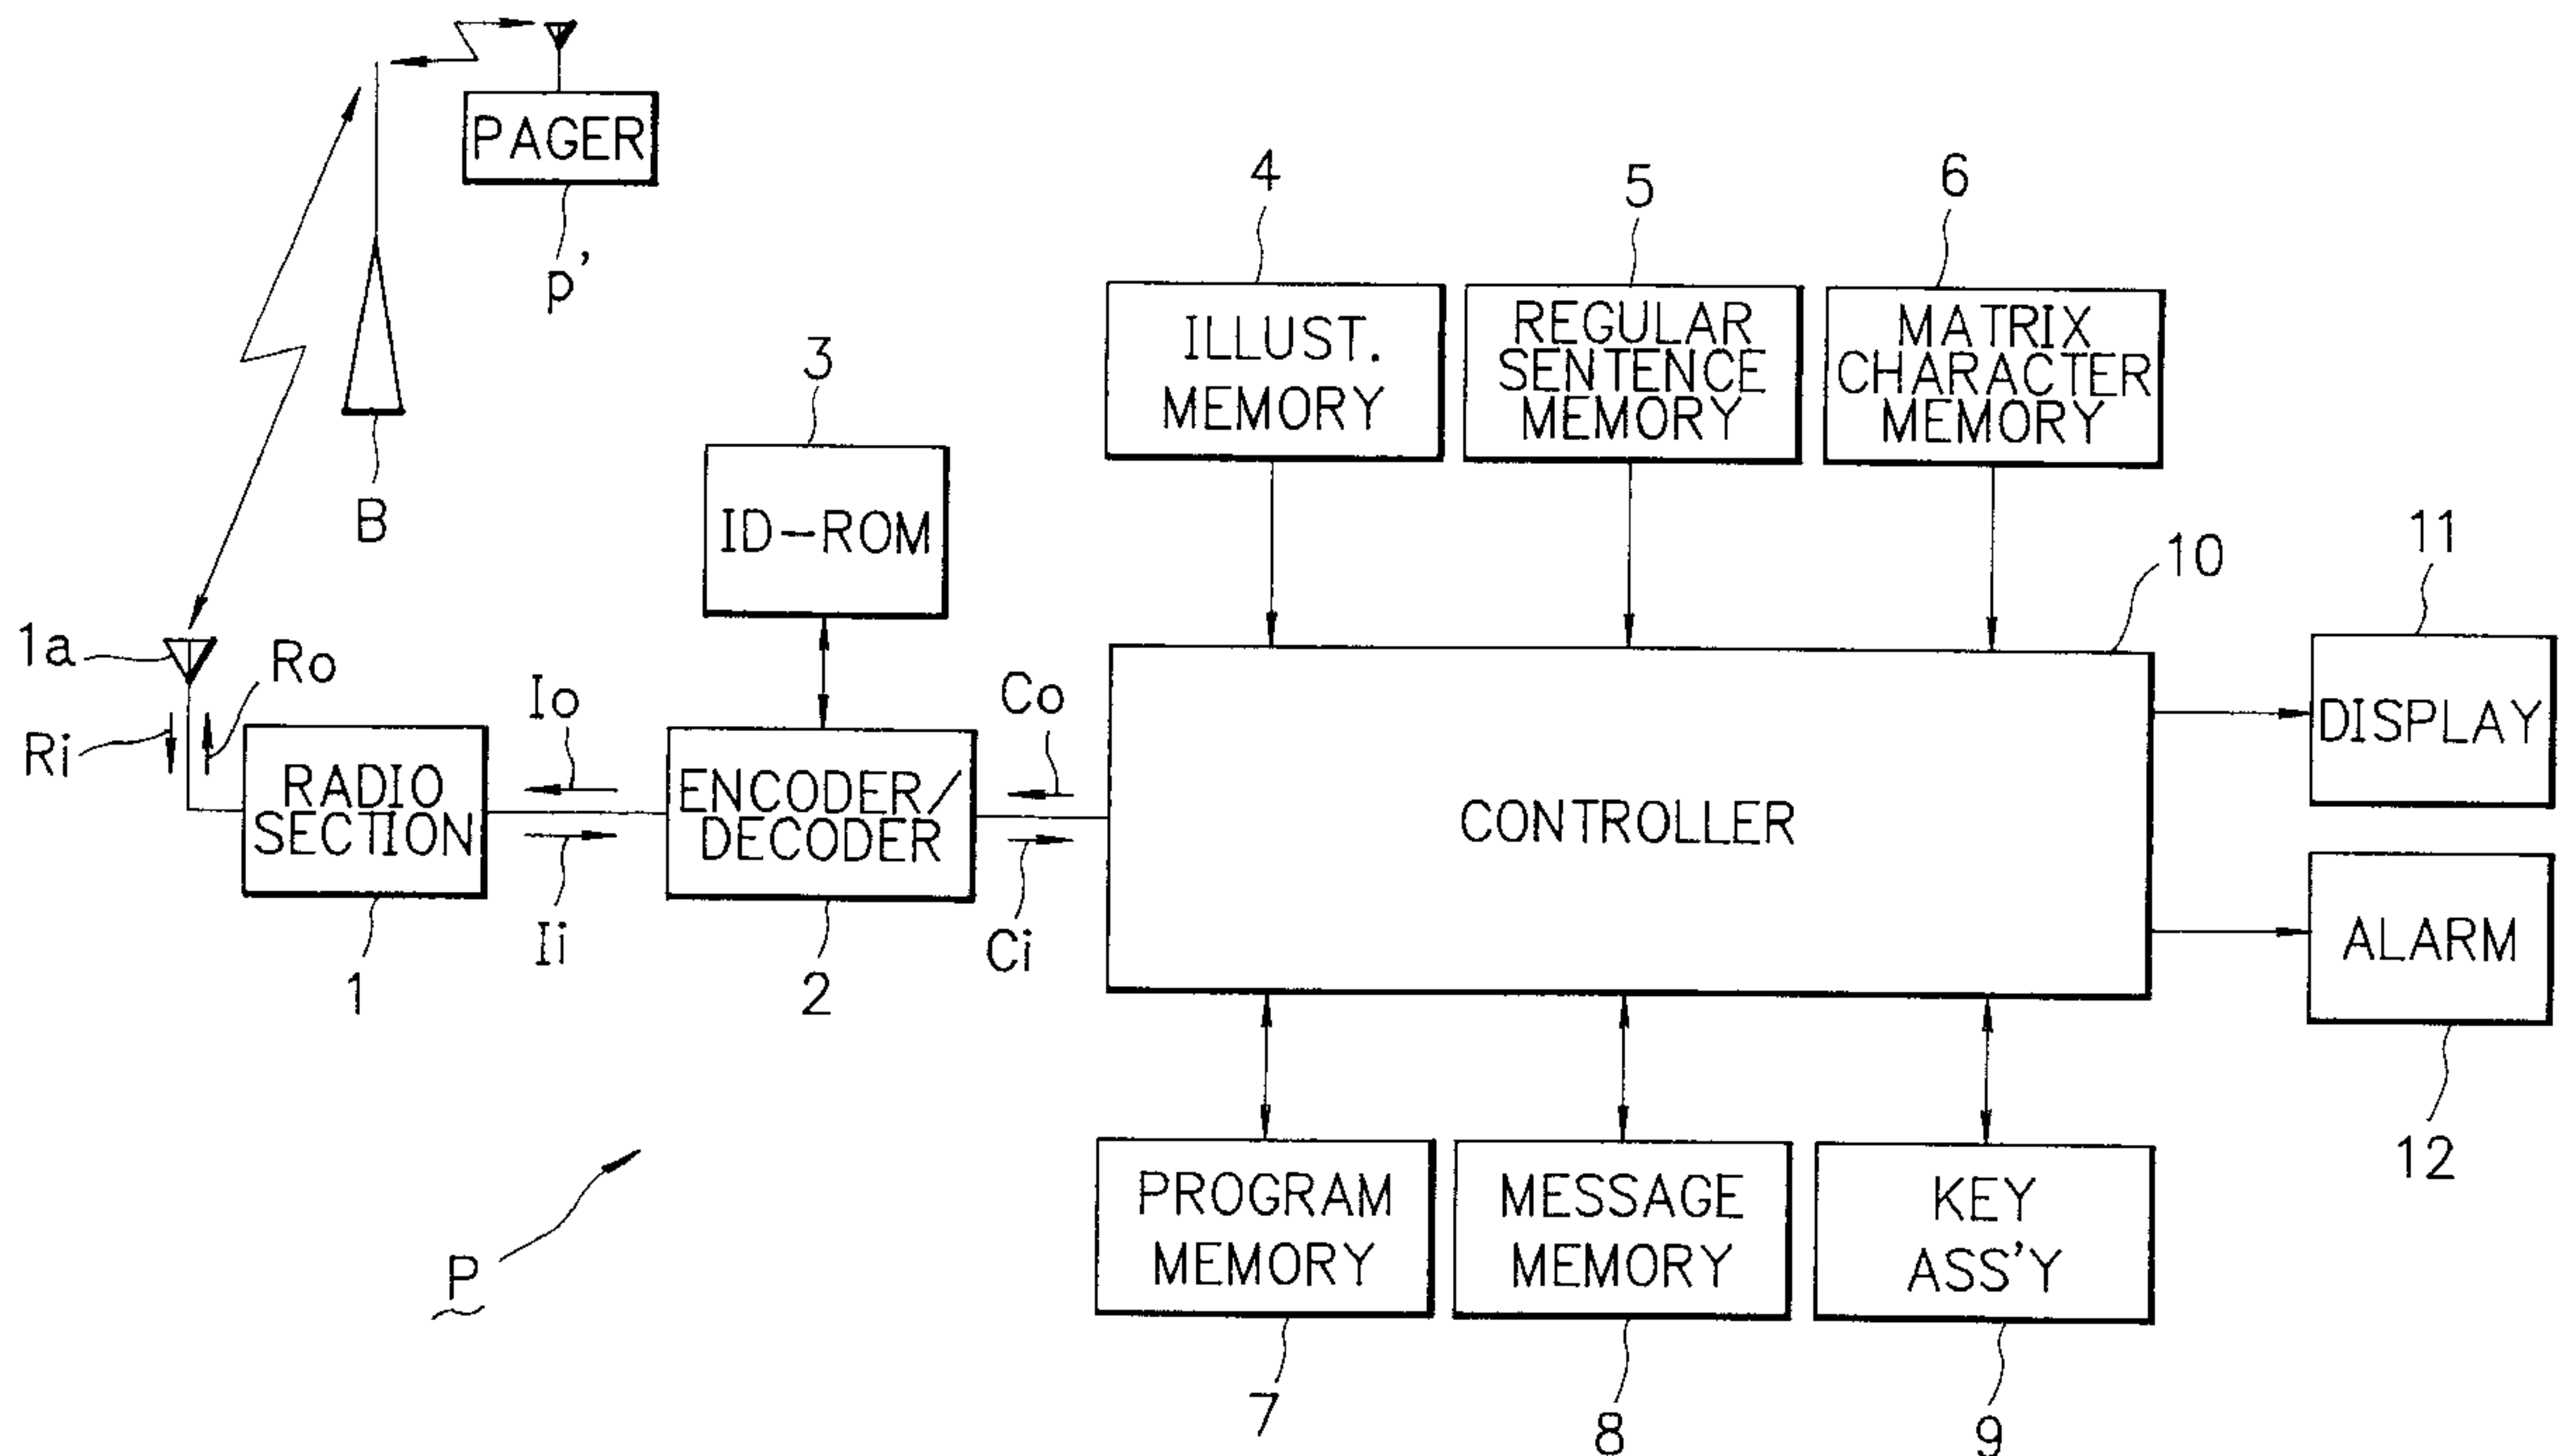 PAGER
p'
4
5
6
ILLUST.
MEMORY
REGULAR
SENTENCE
MEMORY
MATRIX
CHARACTER
MEMORY
3
B
ID-ROM
10
11
1a
Ro
Io
Co
Ri
RADIO
SECTION
ENCODER/
DECODER
CONTROLLER
DISPLAY
Ii
Ci
1
2
ALARM
12
PROGRAM
MEMORY
MESSAGE
MEMORY
KEY
ASS'Y
P
7
8
9